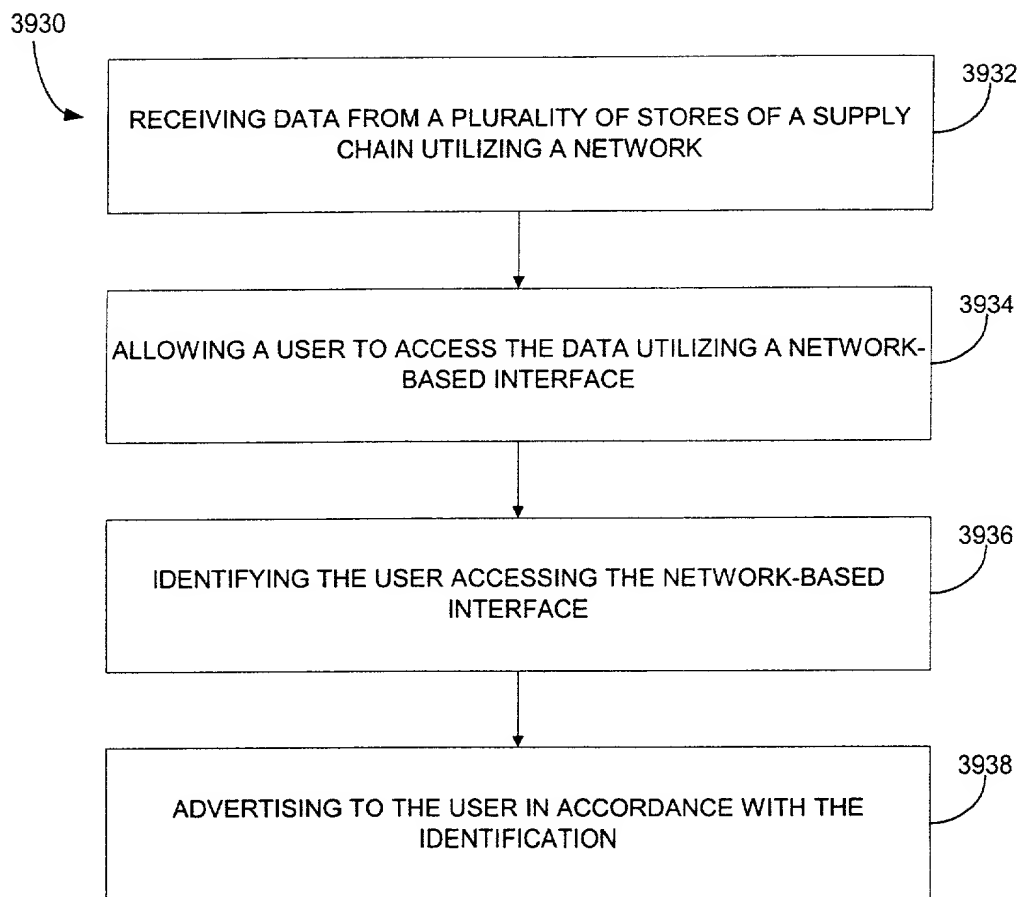 3930
3932
RECEIVING DATA FROM A PLURALITY OF STORES OF A SUPPLY
CHAIN UTILIZING A NETWORK
3934
ALLOWING A USER TO ACCESS THE DATA UTILIZING A NETWORK-
BASED INTERFACE
3936
IDENTIFYING THE USER ACCESSING THE NETWORK-BASED
INTERFACE
3938
ADVERTISING TO THE USER IN ACCORDANCE WITH THE
IDENTIFICATION